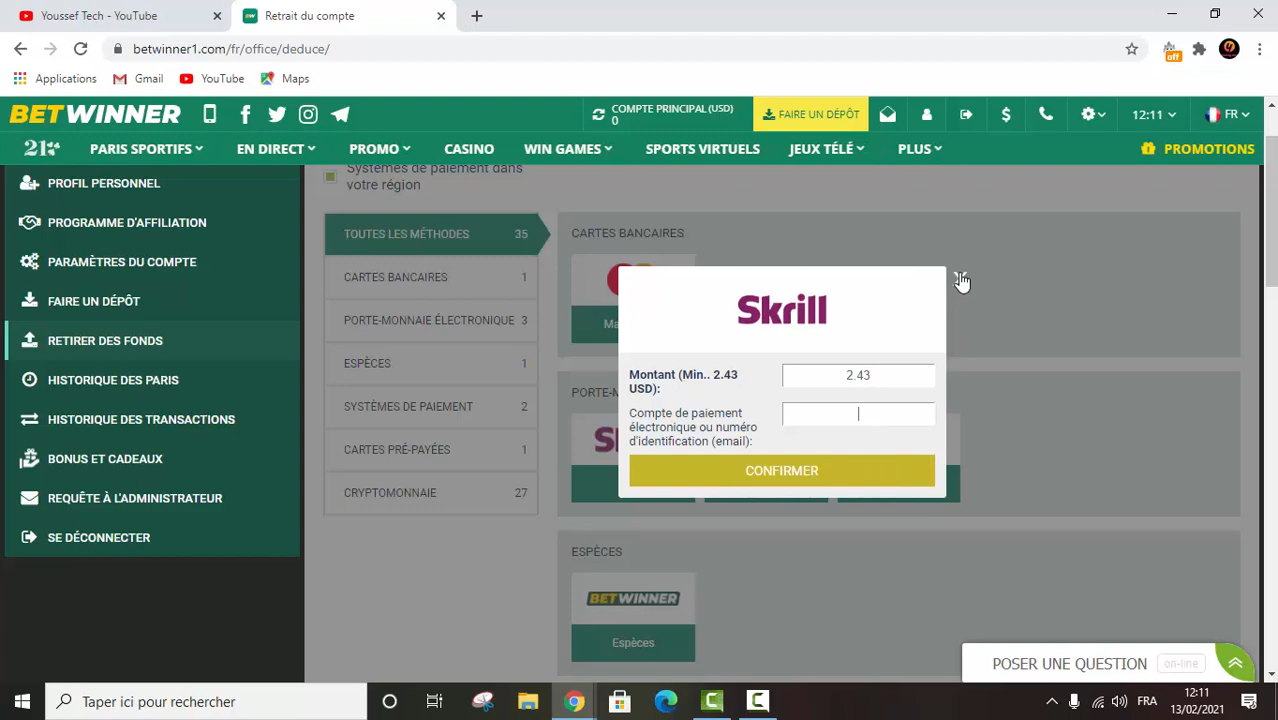 Youssef Tech - YouTube
Retrait du compte
betwinner1.com/fr/office/deduce/
off
Applications
Gmail
YouTube
Maps
BETWINNER
COMPTE PRINCIPAL (USD)
0
FAIRE UN DÉPÔT
12:11
FR
21
PARIS SPORTIFS
EN DIRECT
PROMO
CASINO
WIN GAMES
SPORTS VIRTUELS
JEUX TÉLÉ
PLUS
PROMOTIONS
PROFIL PERSONNEL
PROGRAMME D'AFFILIATION
PARAMÈTRES DU COMPTE
FAIRE UN DÉPÔT
RETIRER DES FONDS
HISTORIQUE DES PARIS
HISTORIQUE DES TRANSACTIONS
BONUS ET CADEAUX
REQUÊTE À L'ADMINISTRATEUR
SE DÉCONNECTER
Systèmes de paiement dans
votre région
TOUTES LES MÉTHODES 35
CARTES BANCAIRES 1
PORTE-MONNAIE ÉLECTRONIQUE 3
ESPÈCES 1
SYSTÈMES DE PAIEMENT 2
CARTES PRÉ-PAYÉES 1
CRYPTOMONNAIE 27
CARTES BANCAIRES
Skrill
Montant (Min.. 2.43
USD):
2.43
Compte de paiement
électronique ou numéro
d'identification (email):
CONFIRMER
ESPÈCES
BETWINNER
Espèces
POSER UNE QUESTION
on-line
Taper ici pour rechercher
FRA
12:11
13/02/2021